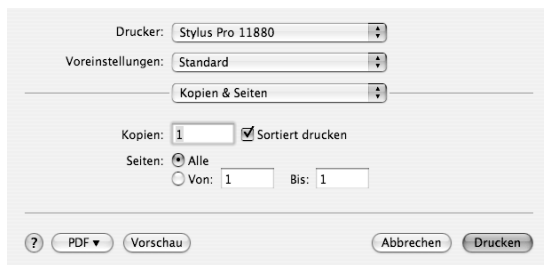 Drucker: Stylus Pro 11880
Voreinstellungen: Standard
Kopien & Seiten
Kopien: 1 Sortiert drucken
Seiten: Alle
Von: 1 Bis: 1
? PDF Vorschau Abbrechen Drucken